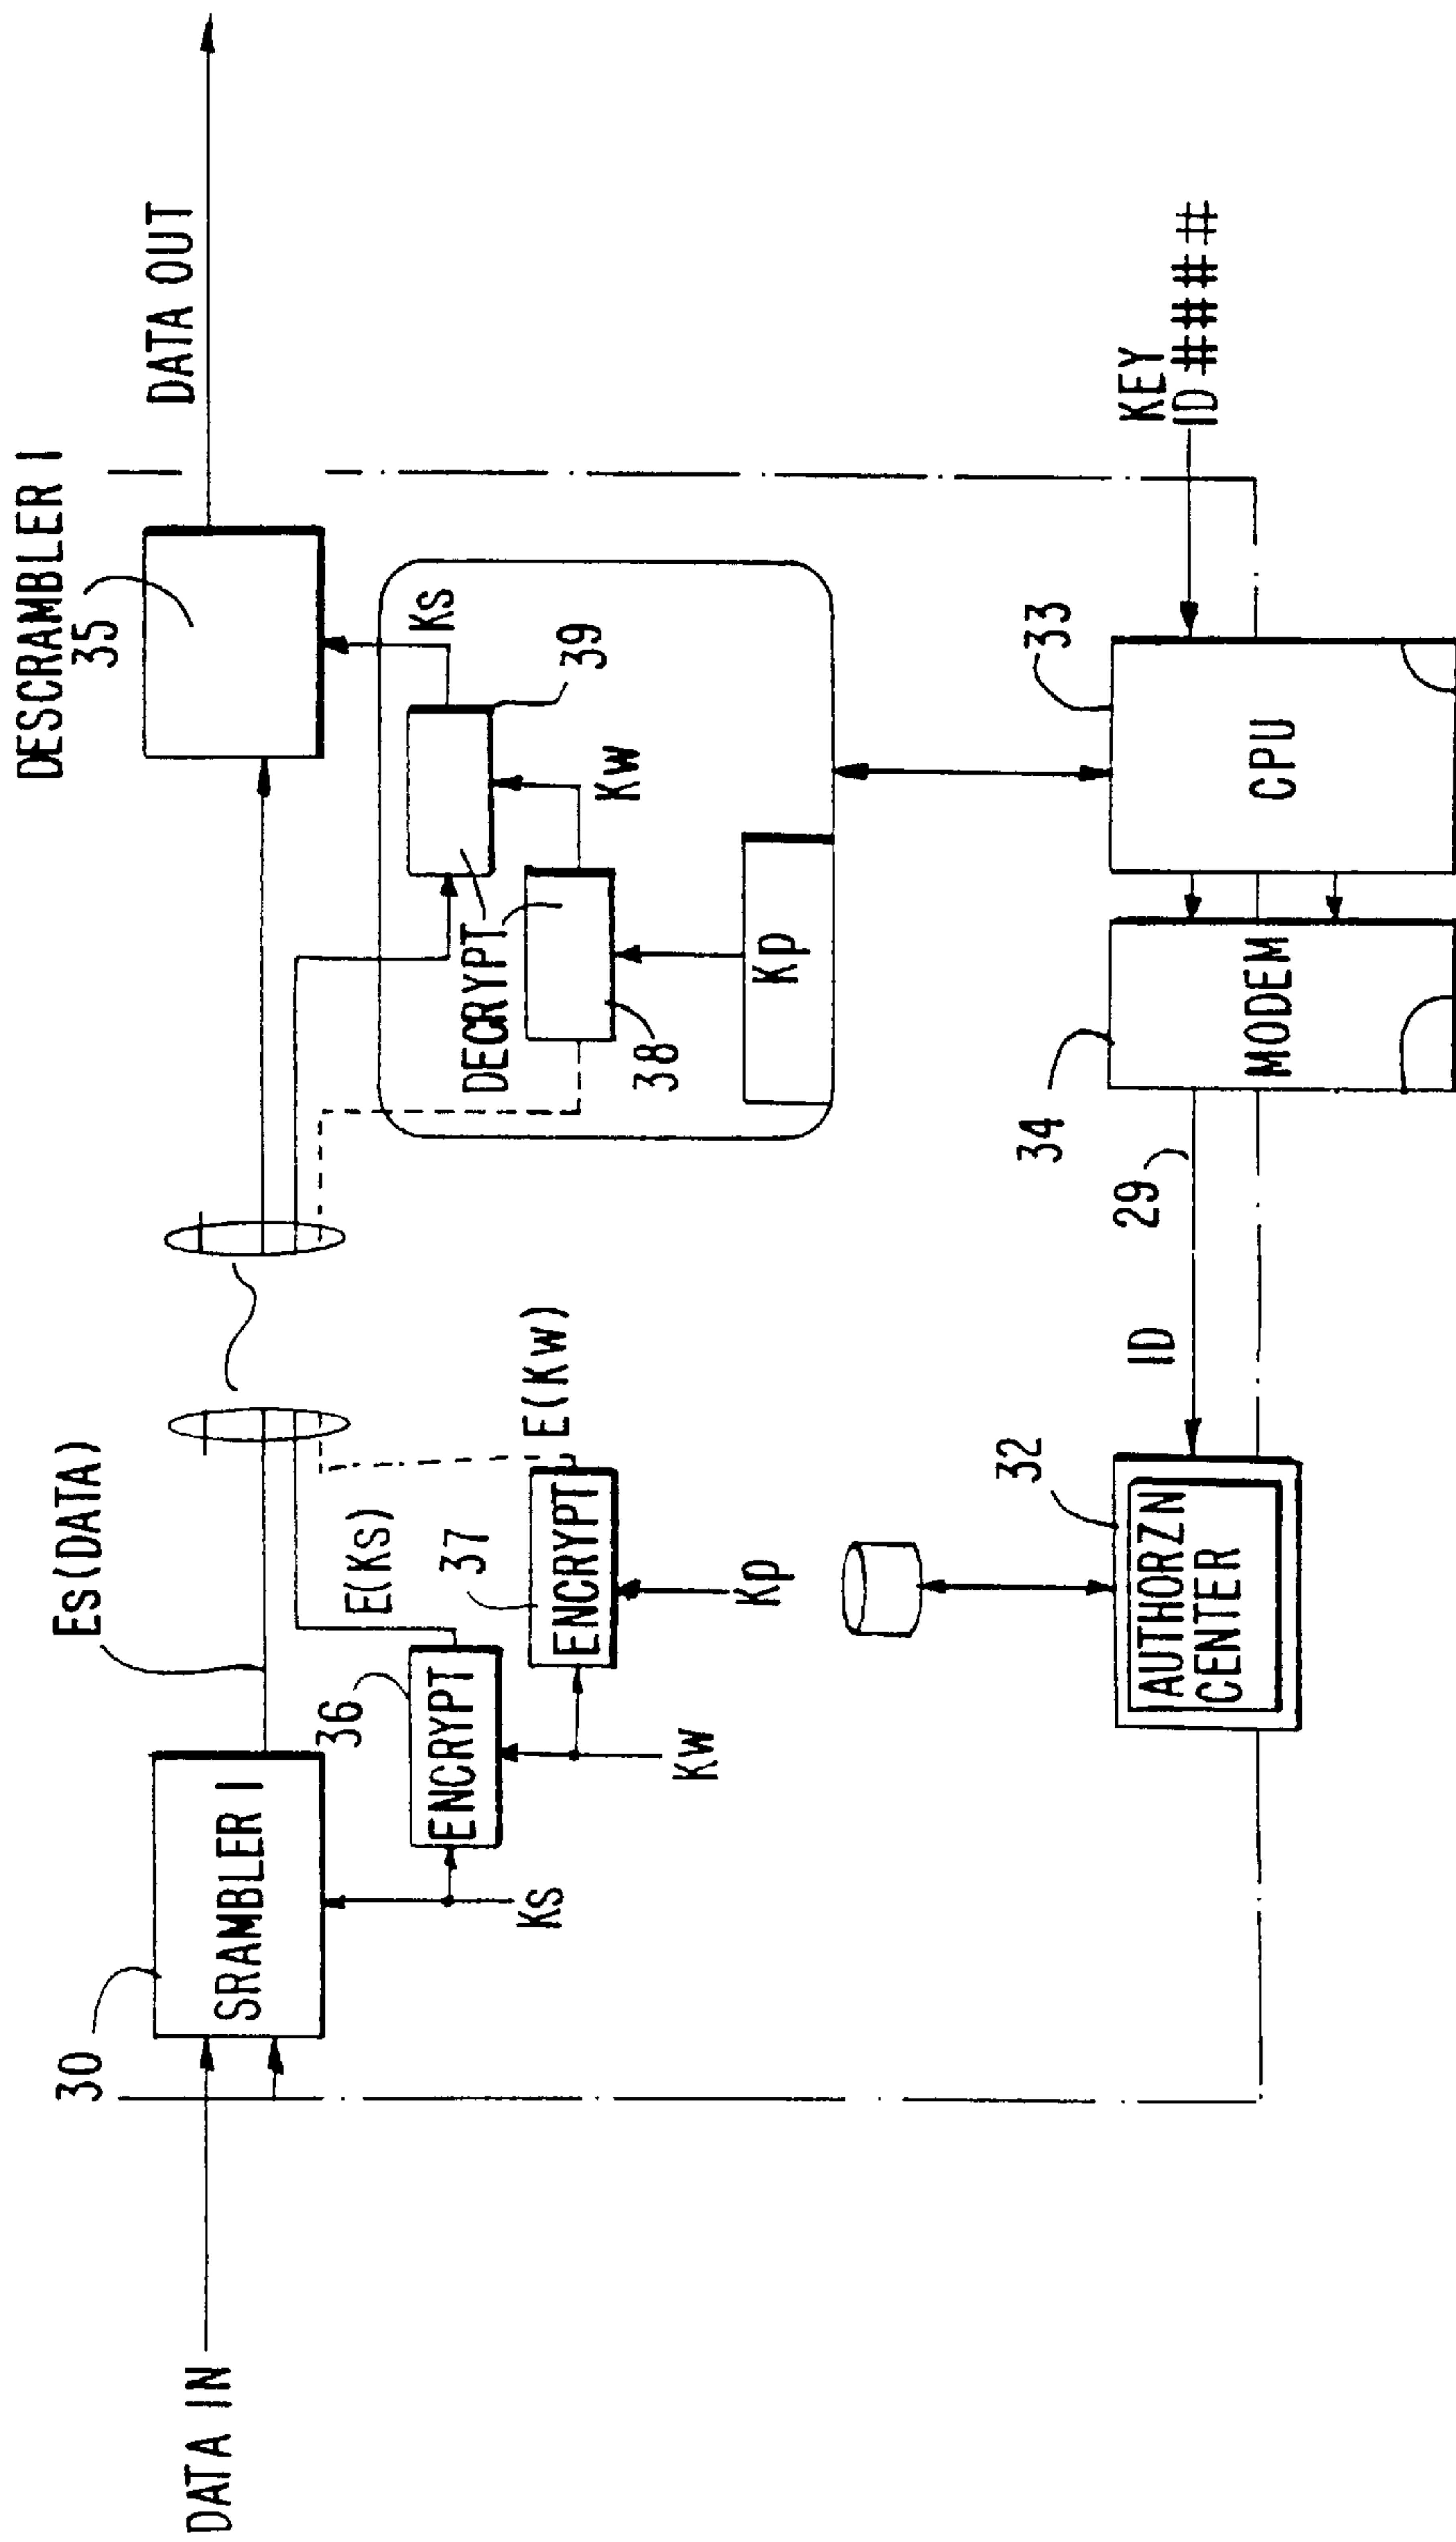 DATA IN
30
SRAMBLER I
Es(DATA)
Ks
36
ENCRYPT
E(Ks)
Kw
37
ENCRYPT
E(Kw)
Kp
DESCRAMBLER I
35
DATA OUT
Ks
39
DECRYPT
Kw
38
Kp
32
AUTHORZN
CENTER
ID
29
34
MODEM
33
CPU
KEY
ID ####